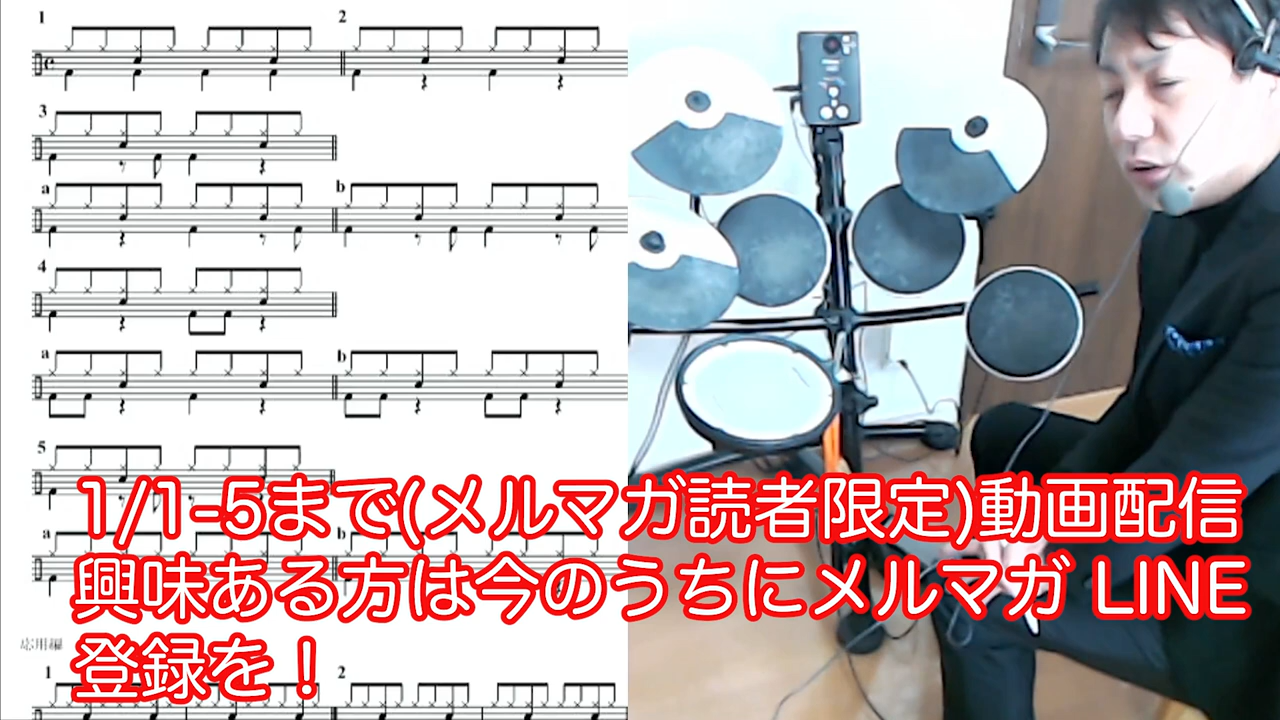 1
2
3
a
b
4
a
b
5
a
1/1-5まで(メルマガ読者限定)動画配信
興味ある方は今のうちにメルマガ LINE
登録を！
応用編
1
2